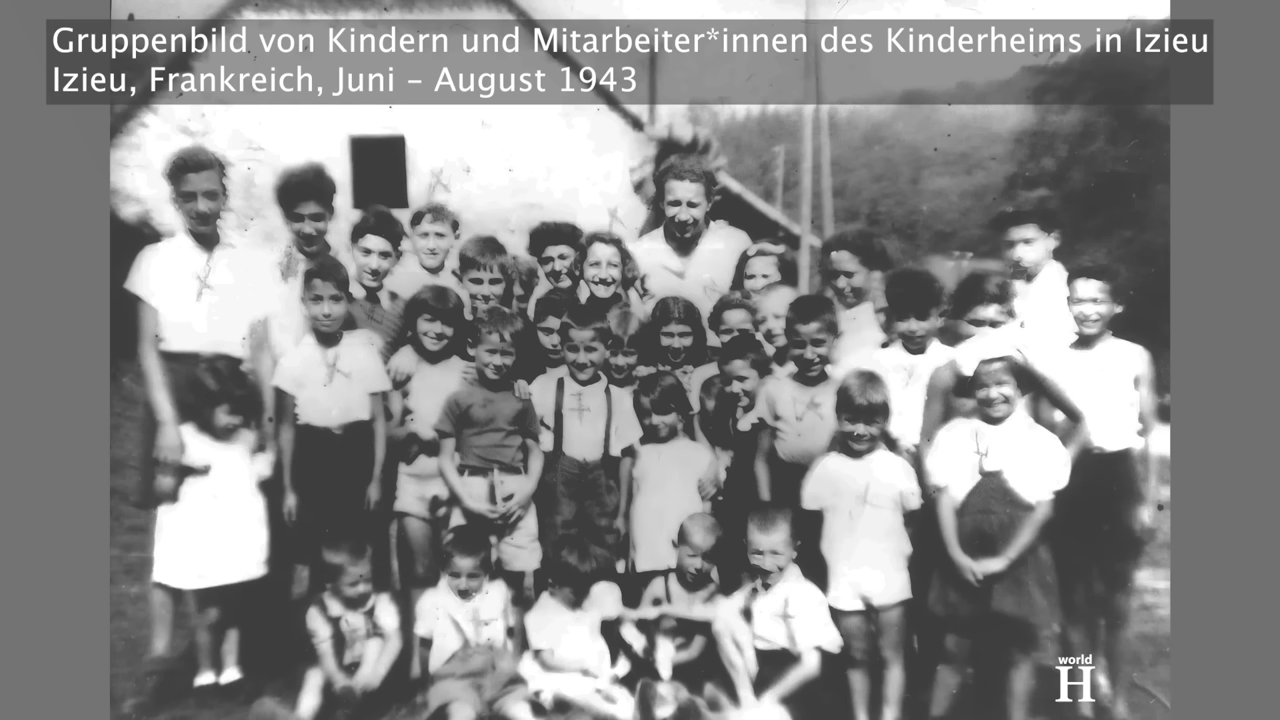 Gruppenbild von Kindern und Mitarbeiter*innen des Kinderheims in Izieu
Izieu, Frankreich, Juni – August 1943
world
H